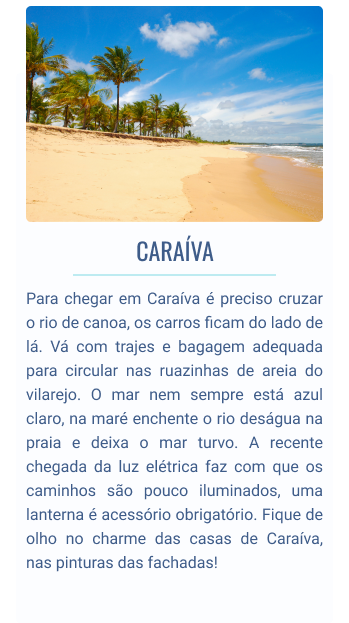 CARAÍVA
Para chegar em Caraíva é preciso cruzar
o rio de canoa, os carros ficam do lado de
lá. Vá com trajes e bagagem adequada
para circular nas ruazinhas de areia do
vilarejo. O mar nem sempre está azul
claro, na maré enchente o rio deságua na
praia e deixa o mar turvo. A recente
chegada da luz elétrica faz com que os
caminhos são pouco iluminados, uma
lanterna é acessório obrigatório. Fique de
olho no charme das casas de Caraíva,
nas pinturas das fachadas!